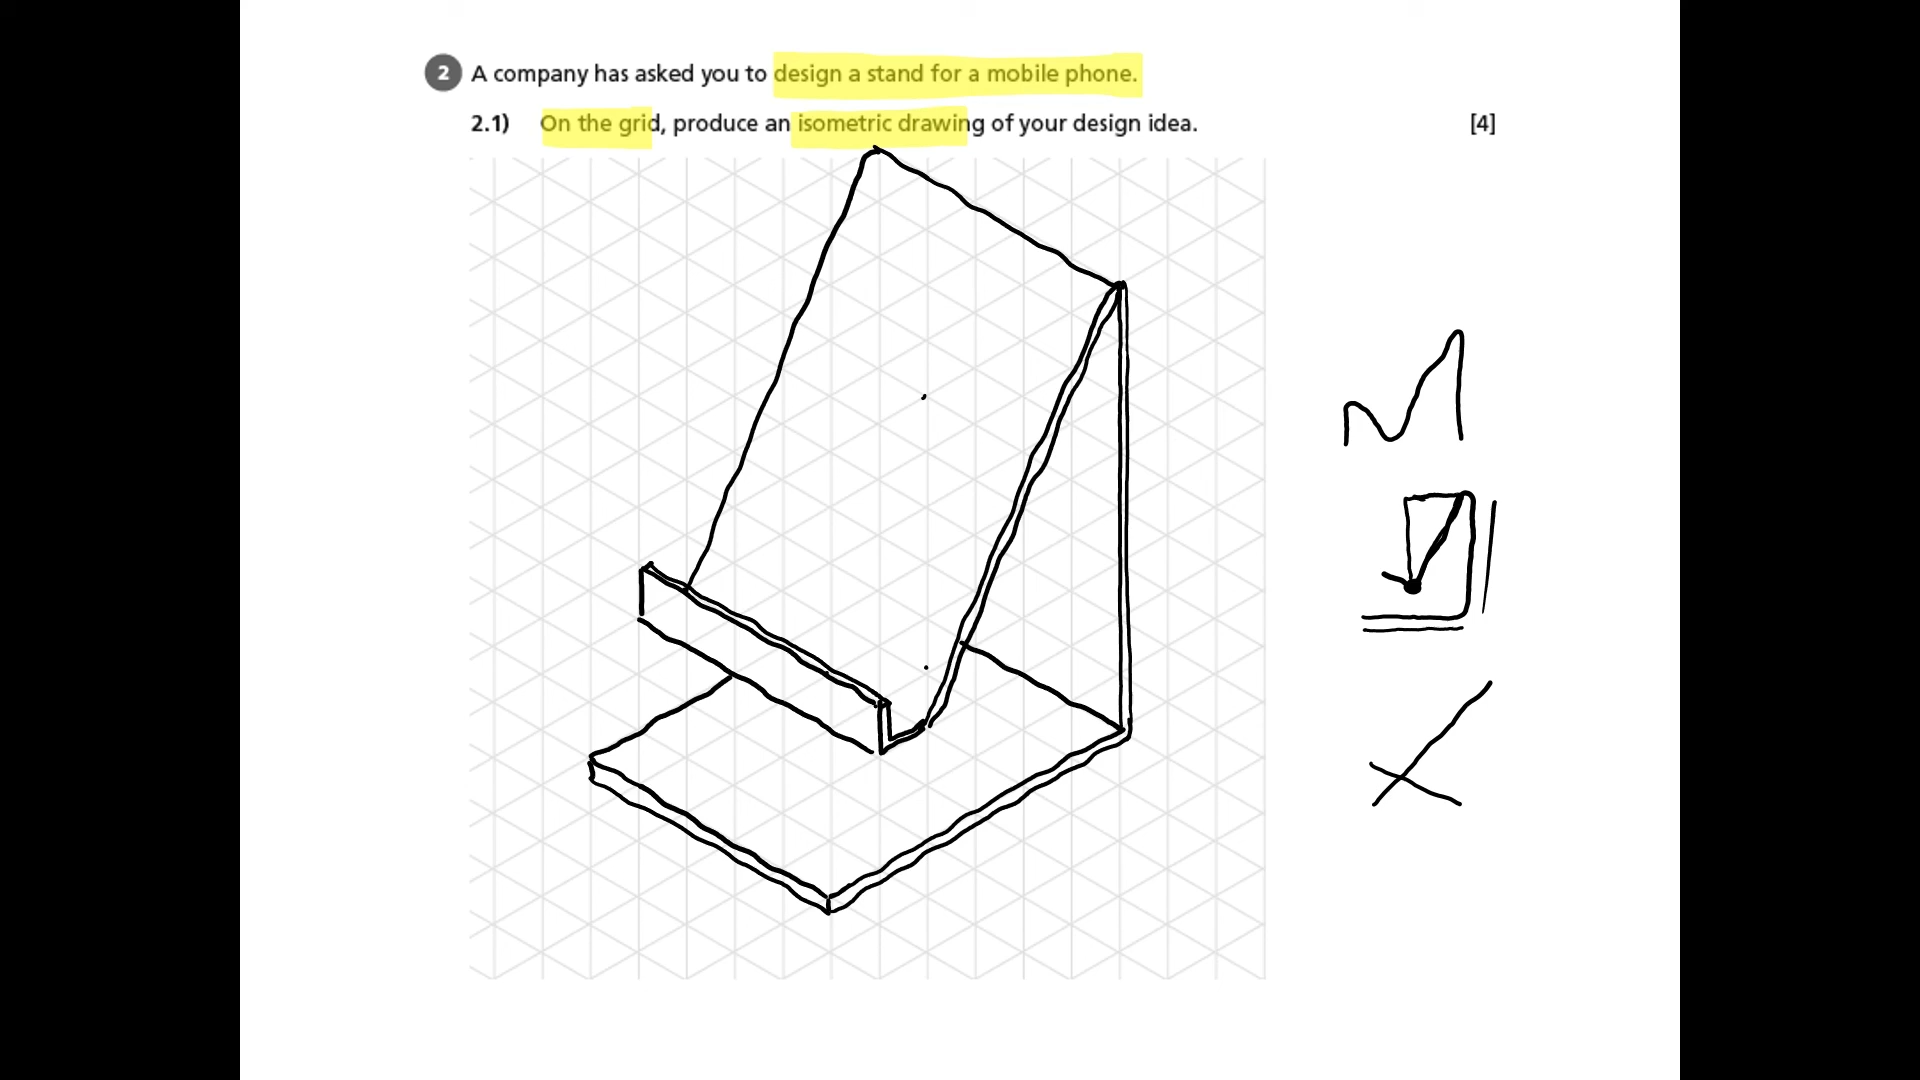 2 A company has asked you to design a stand for a mobile phone.
2.1) On the grid, produce an isometric drawing of your design idea. [4]